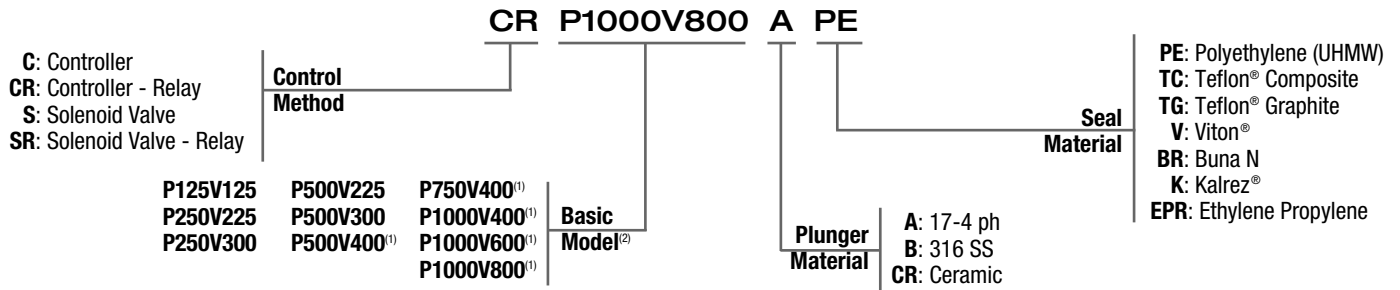 CR P1000V800 A PE
C: Controller
CR: Controller - Relay
S: Solenoid Valve
SR: Solenoid Valve - Relay
Control
Method
P125V125 P500V225 P750V400(1)
P250V225 P500V300 P1000V400(1)
P250V300 P500V400(1) P1000V600(1)
P1000V800(1)
Basic
Model(2)
Plunger
Material
A: 17-4 ph
B: 316 SS
CR: Ceramic
Seal
Material
PE: Polyethylene (UHMW)
TC: Teflon® Composite
TG: Teflon® Graphite
V: Viton®
BR: Buna N
K: Kalrez®
EPR: Ethylene Propylene